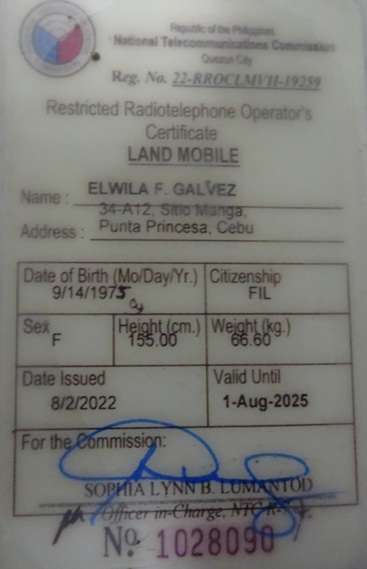 Republic of the Philippines
National Telecommunications Commission
Quezon City
Reg. No. 22-RROCLMVII-19259
Restricted Radiotelephone Operator's
Certificate
LAND MOBILE
Name : ELWILA F. GALVEZ
34-A12, Sitio Manga,
Address : Punta Princesa, Cebu
Date of Birth (Mo/Day/Yr.) Citizenship
9/14/1975 FIL
Sex Height (cm.) Weight (kg.)
F 155.00 66.60
Date Issued Valid Until
8/2/2022 1-Aug-2025
For the Commission:
SOPHIA LYNN B. LUMANTOD
Officer in-Charge, NTC
No. 1028090